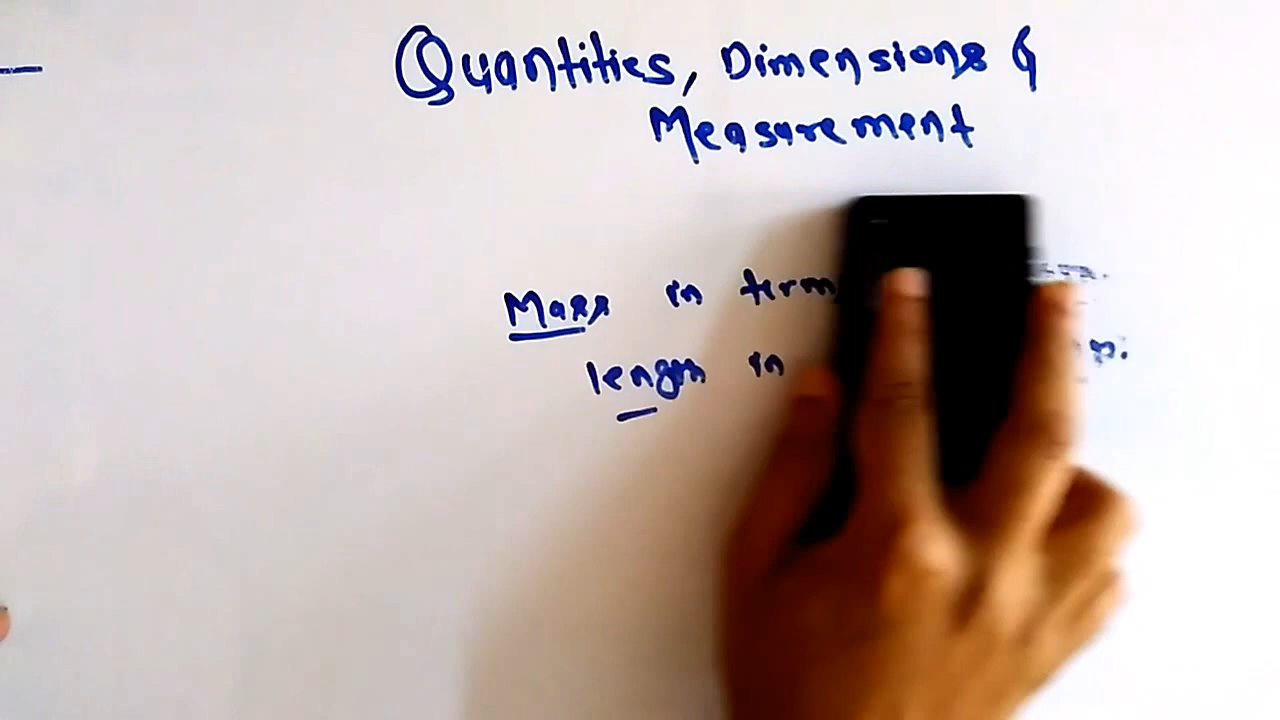 Quantities, Dimensions &
Measurement
Mass in term
length in